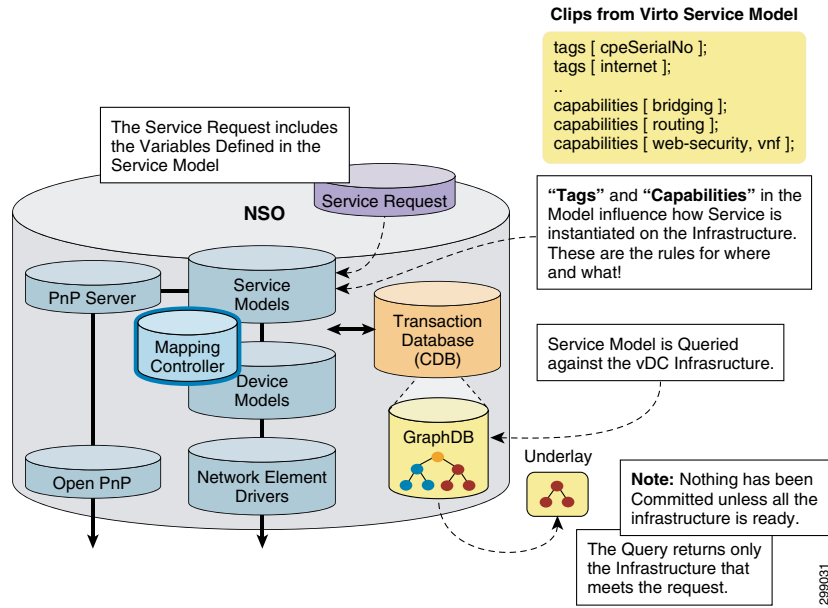 Clips from Virto Service Model
tags [ cpeSerialNo ];
tags [ internet ];
..
capabilities [ bridging ];
capabilities [ routing ];
capabilities [ web-security, vnf ];
The Service Request includes
the Variables Defined in the
Service Model
NSO
Service Request
“Tags” and “Capabilities” in the
Model influence how Service is
instantiated on the Infrastructure.
These are the rules for where
and what!
PnP Server
Service
Models
Mapping
Controller
Transaction
Database
(CDB)
Device
Models
Service Model is Queried
against the vDC Infrasructure.
GraphDB
Open PnP
Network Element
Drivers
Underlay
Note: Nothing has been
Committed unless all the
infrastructure is ready.
The Query returns only
the Infrastructure that
meets the request.
299031